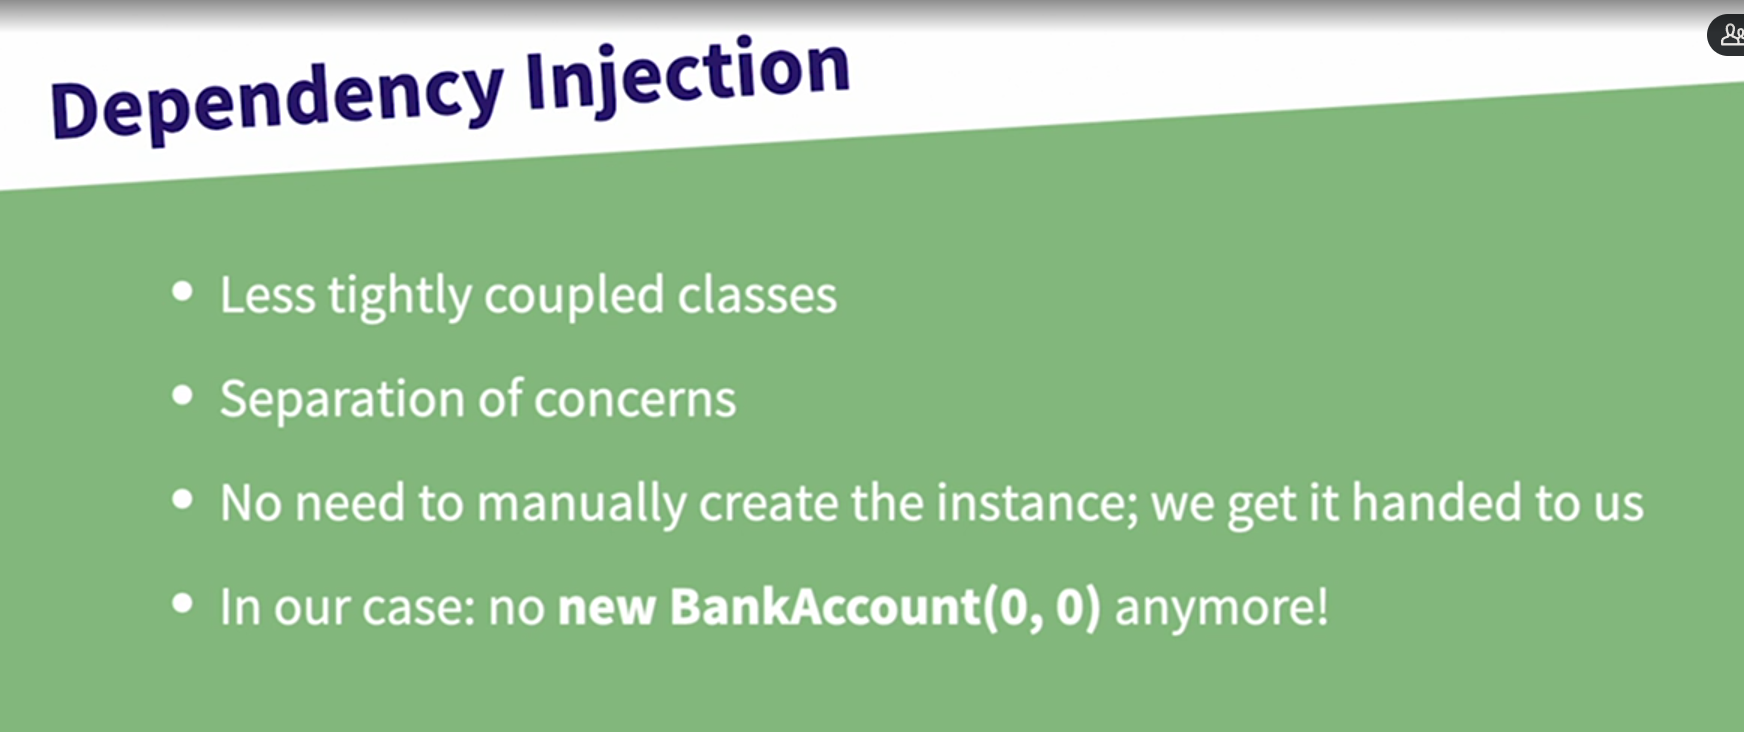 Dependency Injection
Less tightly coupled classes
Separation of concerns
No need to manually create the instance; we get it handed to us
In our case: no new BankAccount(0, 0) anymore!